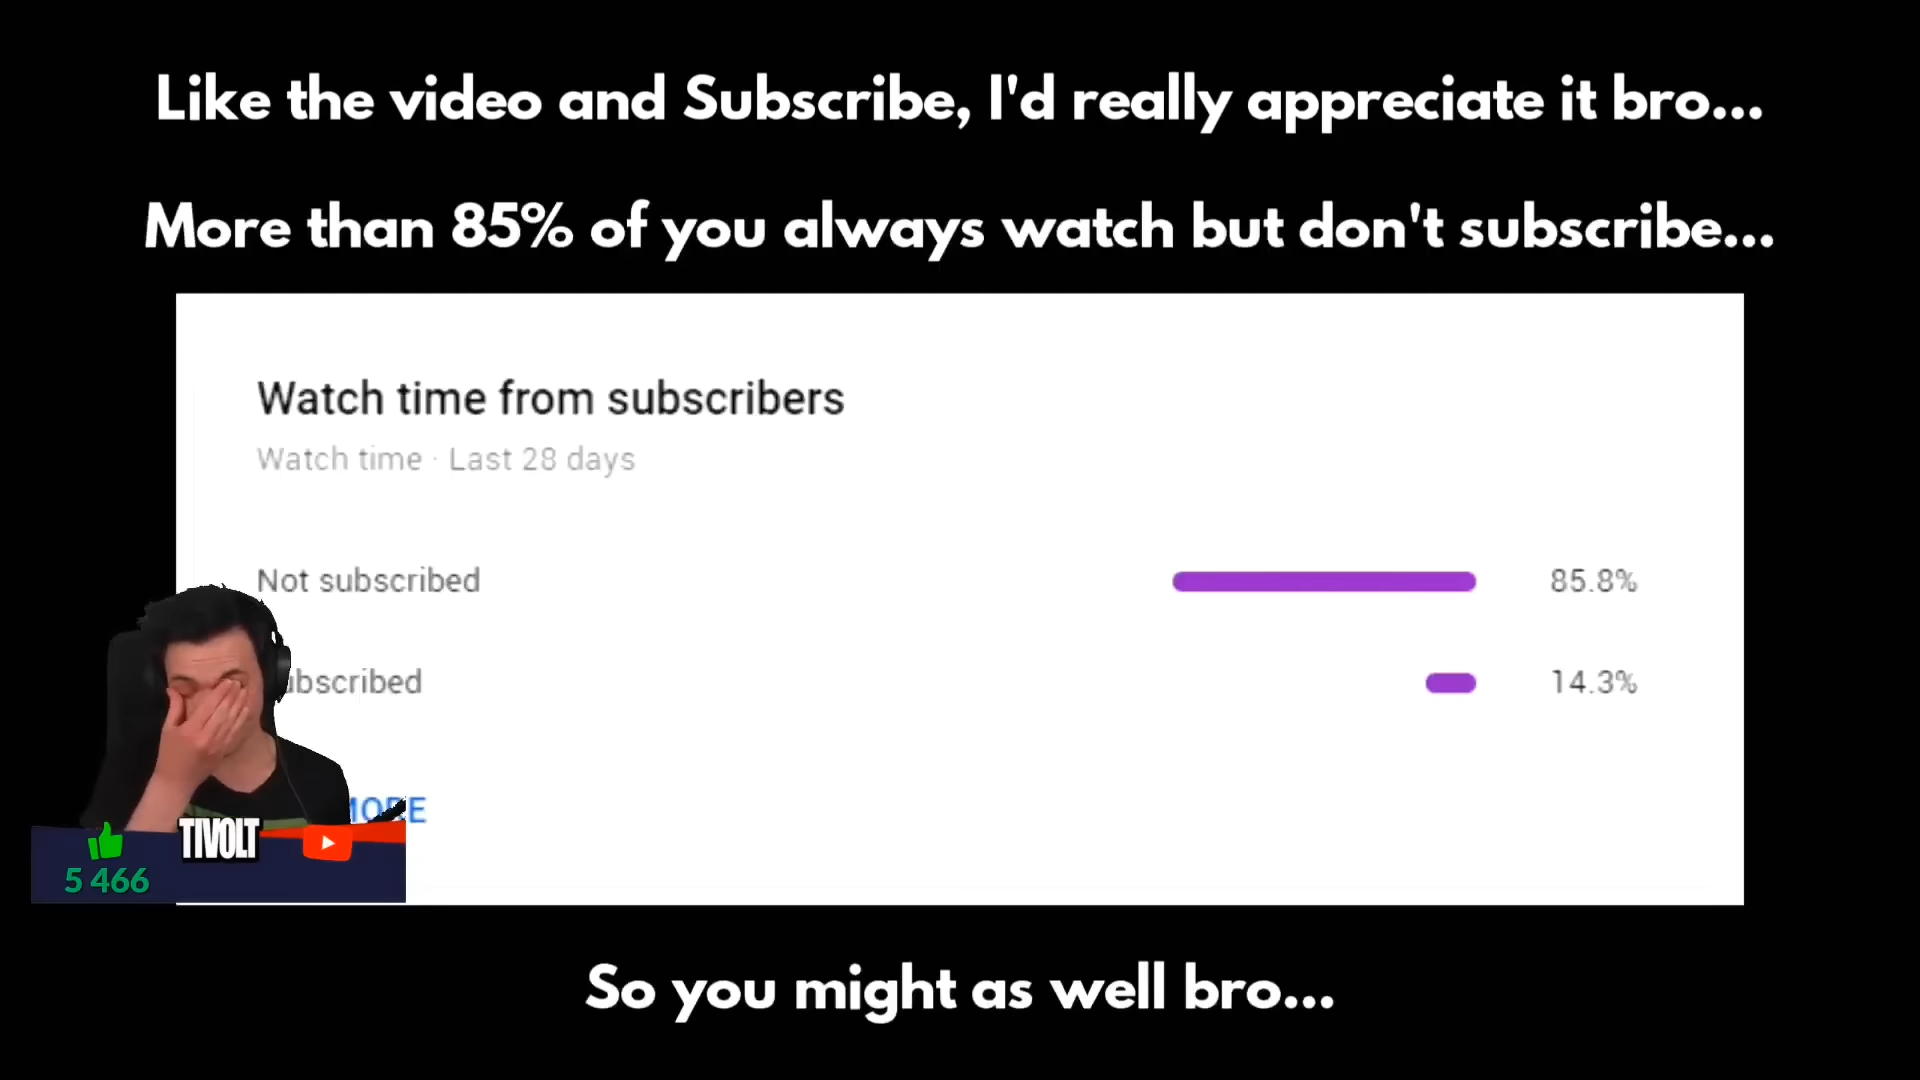 Like the video and Subscribe, I'd really appreciate it bro...
More than 85% of you always watch but don't subscribe...
Watch time from subscribers
Watch time · Last 28 days
Not subscribed 85.8%
14.3%
TIVOLT
5 466
So you might as well bro...